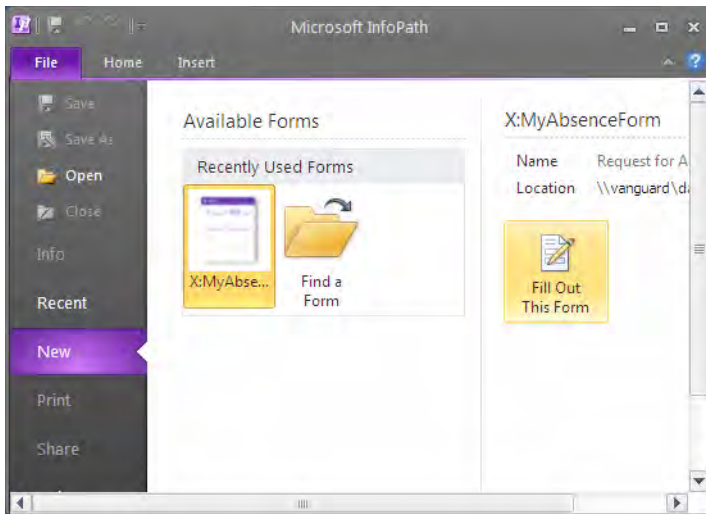 Microsoft InfoPath
File Home Insert
Save
Save As
Open
Close
Info
Recent
New
Print
Share
Available Forms
Recently Used Forms
X:MyAbse...
Find a
Form
X:MyAbsenceForm
Name Request for A
Location \\vanguard\da
Fill Out
This Form